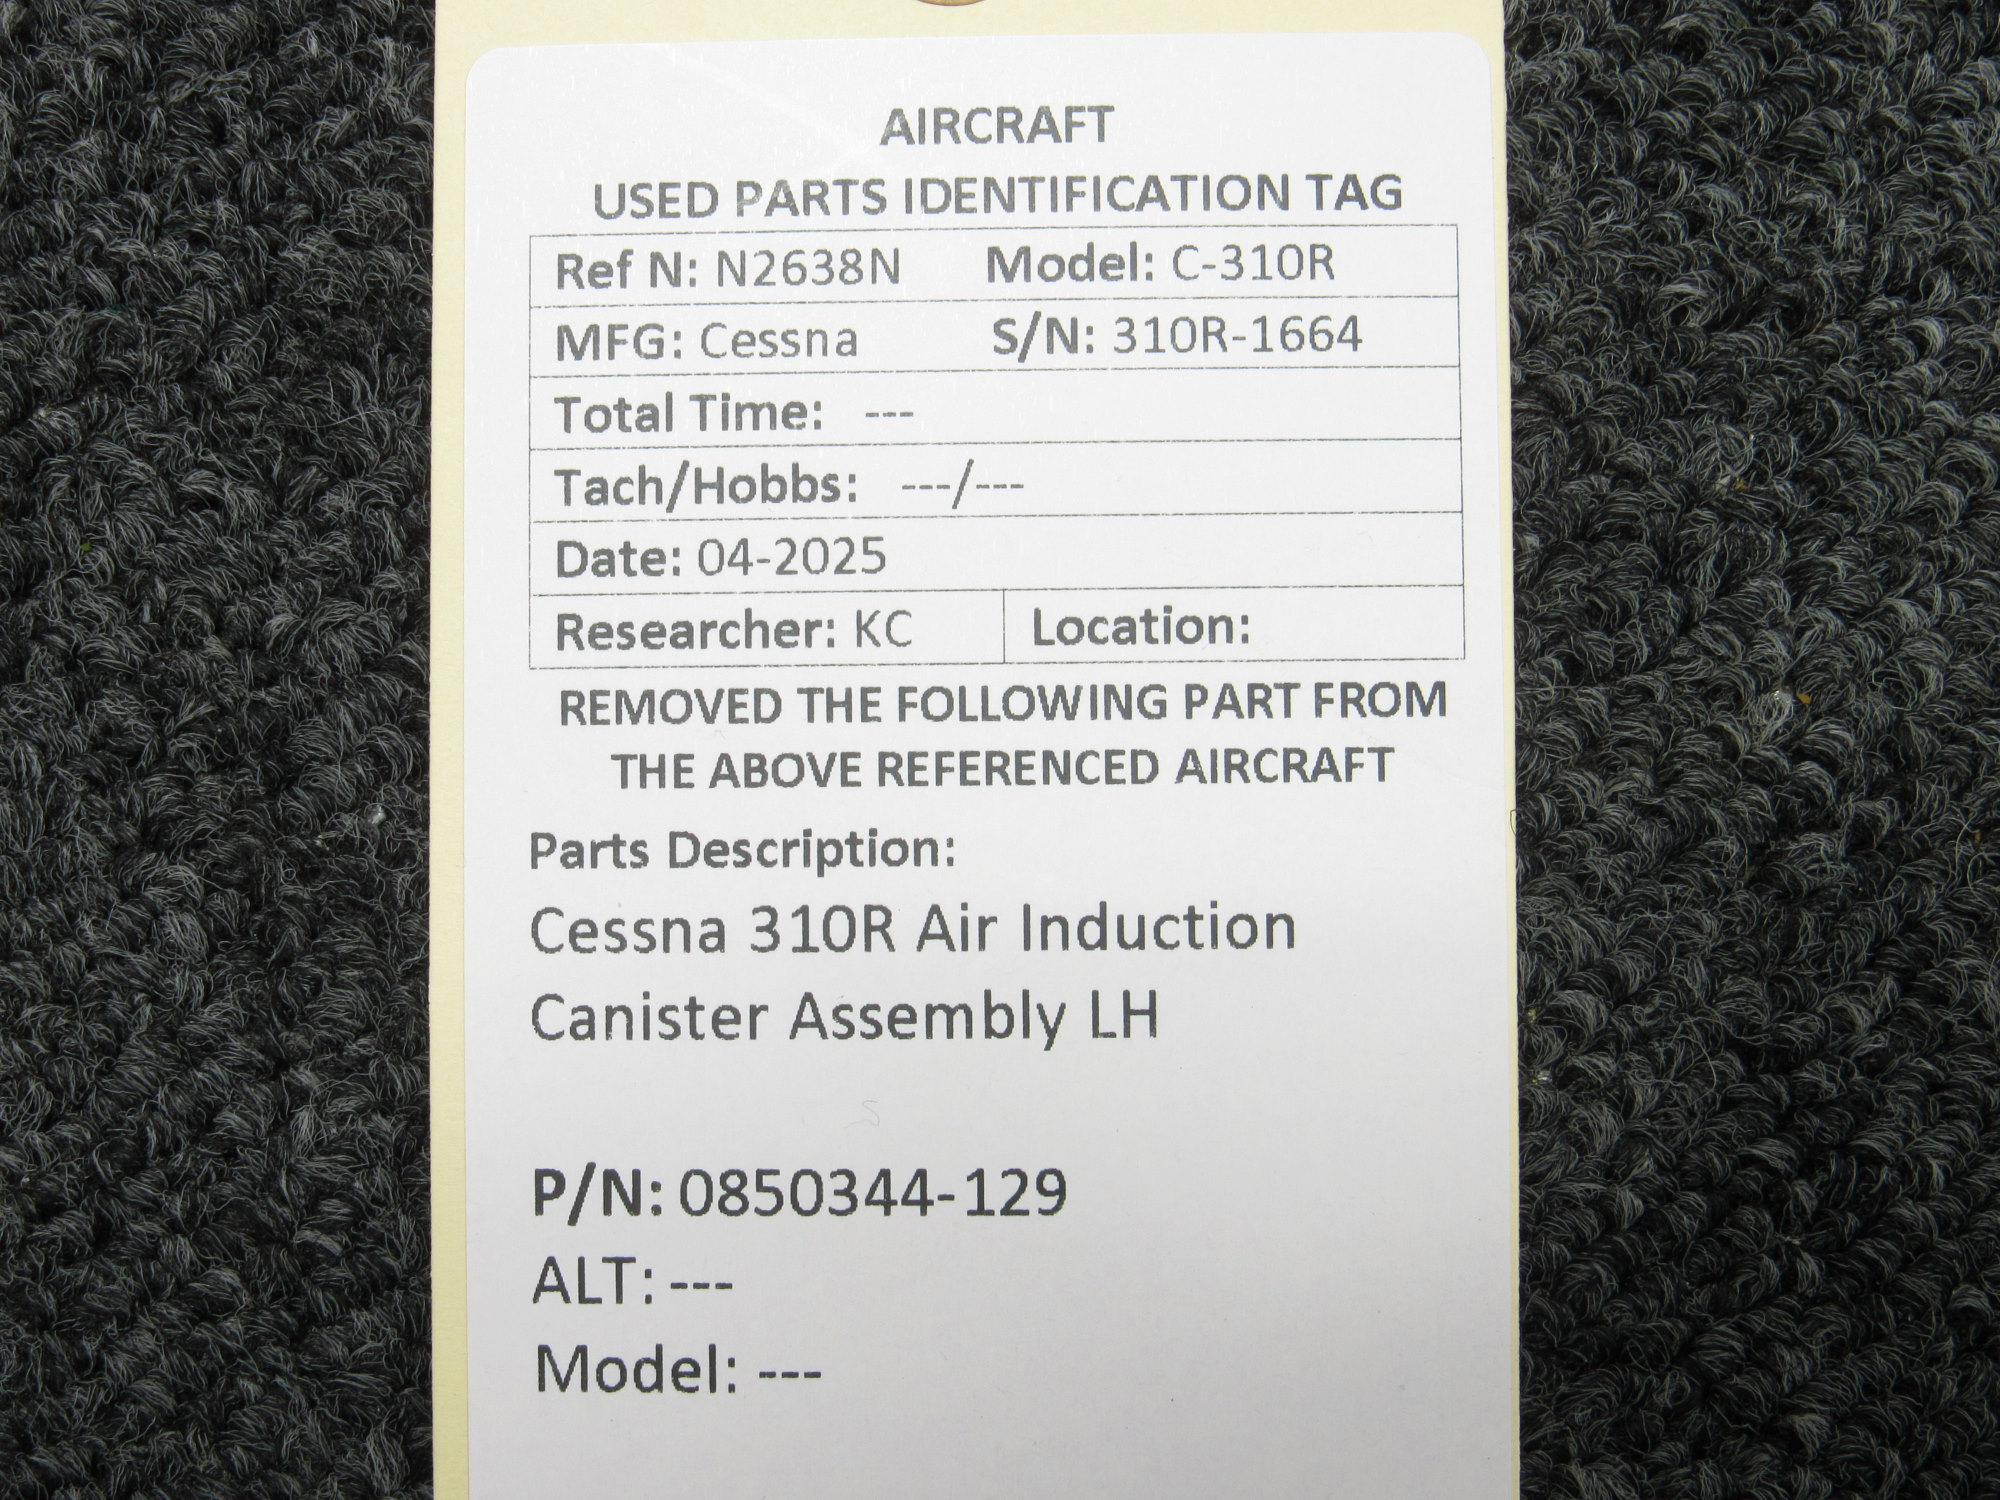 AIRCRAFT
USED PARTS IDENTIFICATION TAG
Ref N: N2638N Model: C-310R
MFG: Cessna S/N: 310R-1664
Total Time: ---
Tach/Hobbs: ---/---
Date: 04-2025
Researcher: KC Location:
REMOVED THE FOLLOWING PART FROM
THE ABOVE REFERENCED AIRCRAFT
Parts Description:
Cessna 310R Air Induction
Canister Assembly LH
P/N: 0850344-129
ALT: ---
Model: ---